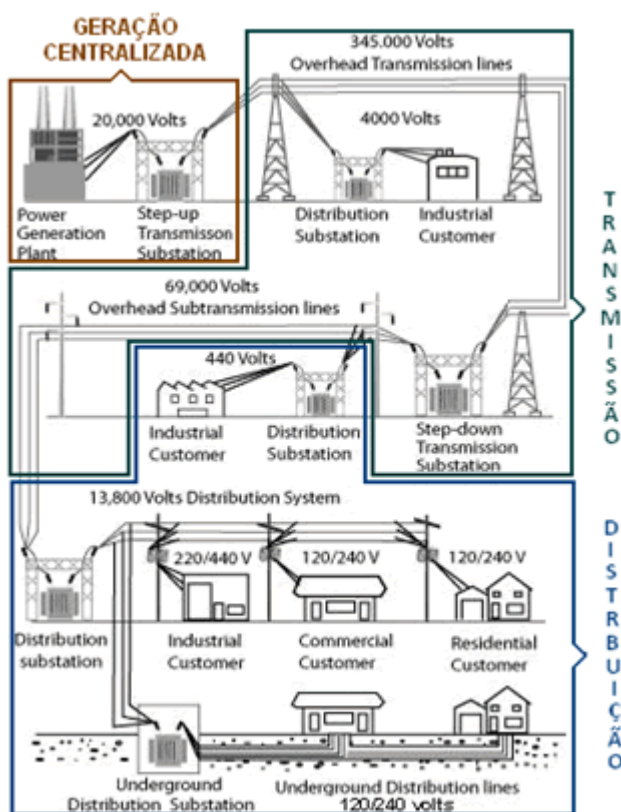 GERAÇÃO
CENTRALIZADA
345.000 Volts
Overhead Transmission lines
20,000 Volts
4000 Volts
Power
Generation
Plant
Step-up
Transmisson
Substation
Distribution
Substation
Industrial
Customer
TRANSMISSÃO
69,000 Volts
Overhead Subtransmission lines
440 Volts
Industrial
Customer
Distribution
Substation
Step-down
Transmission
Substation
13,800 Volts Distribution System
220/440 V
120/240 V
120/240 V
Distribution
substation
Industrial
Customer
Commercial
Customer
Residential
Customer
DISTRBUIÇÃO
Underground
Distribution Substation
Underground Distribution lines
120/240 volts